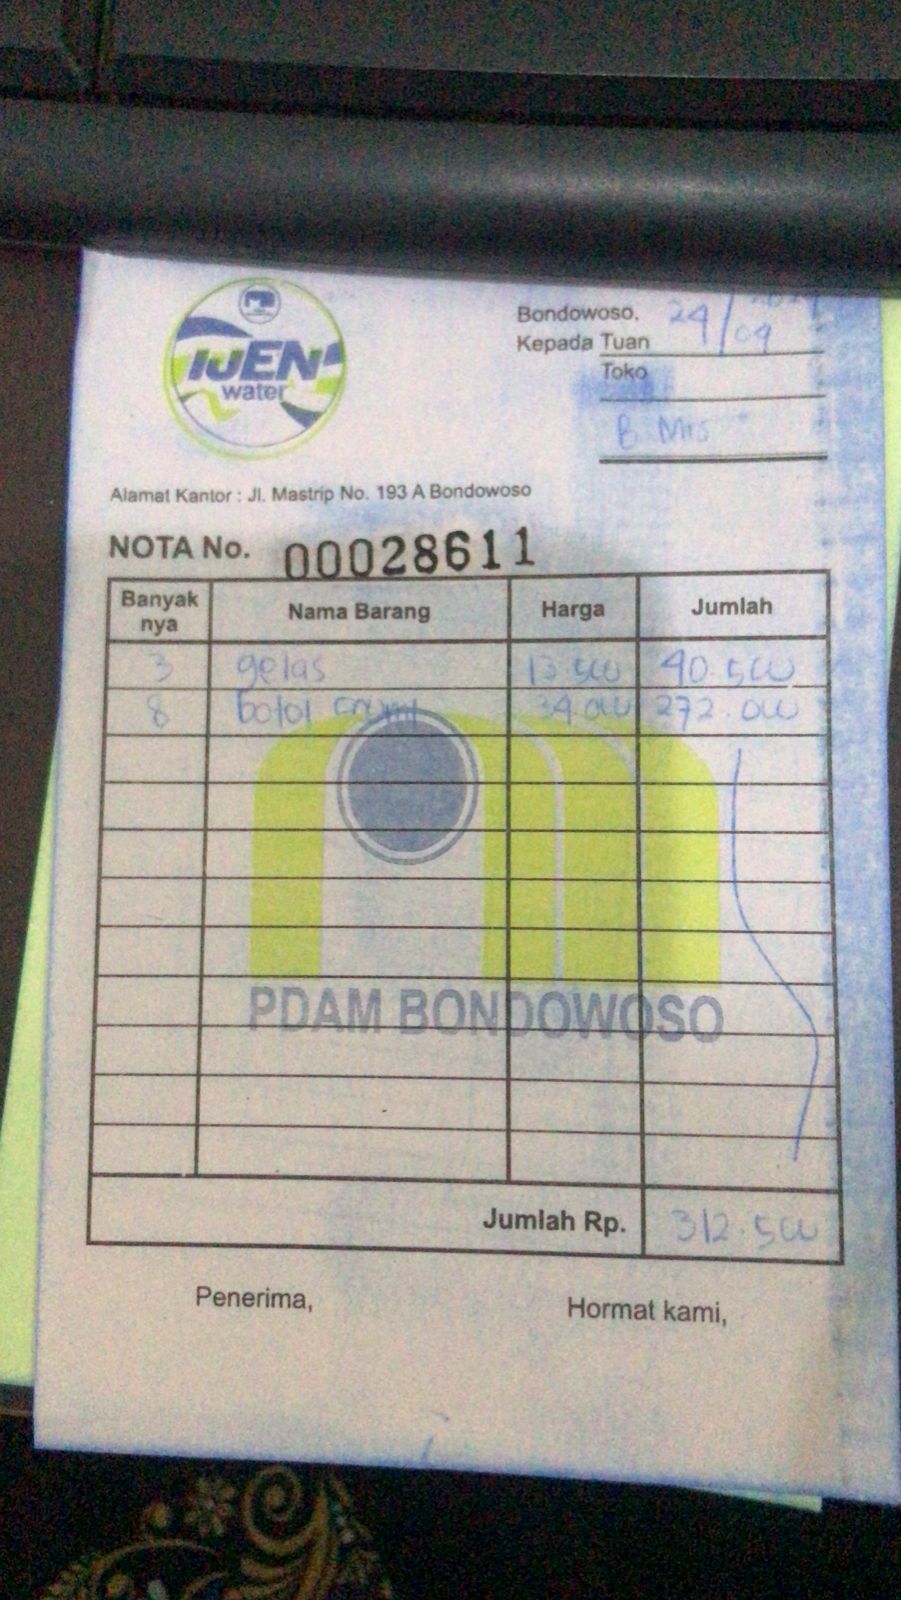 IJEN
water
Bondowoso, 24/09
Kepada Tuan
Toko
B. Mis
Alamat Kantor : Jl. Mastrip No. 193 A Bondowoso
NOTA No. 00028611
Banyak nya Nama Barang Harga Jumlah
3 gelas 13.500 40.500
8 botol 34.000 272.000
PDAM BONDOWOSO
Jumlah Rp. 312.500
Penerima, Hormat kami,